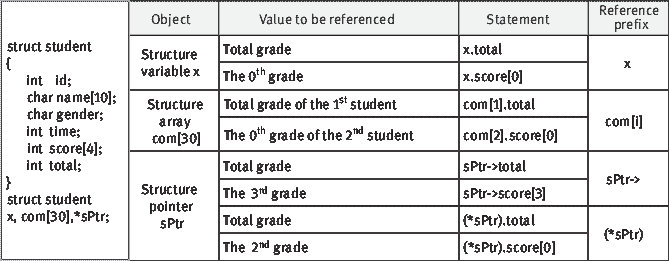 struct student
{
int id;
char name[10];
char gender;
int time;
int score[4];
int total;
}
struct student
x, com[30],*sPtr;
Object Value to be referenced Statement Reference prefix
Structure variable x
Total grade x.total
The 0th grade x.score[0]
x
Structure array com[30]
Total grade of the 1st student com[1].total
The 0th grade of the 2nd student com[2].score[0]
com[i]
Structure pointer sPtr
Total grade sPtr->total
The 3rd grade sPtr->score[3]
sPtr->
Total grade (*sPtr).total
The 2nd grade (*sPtr).score[0]
(*sPtr)